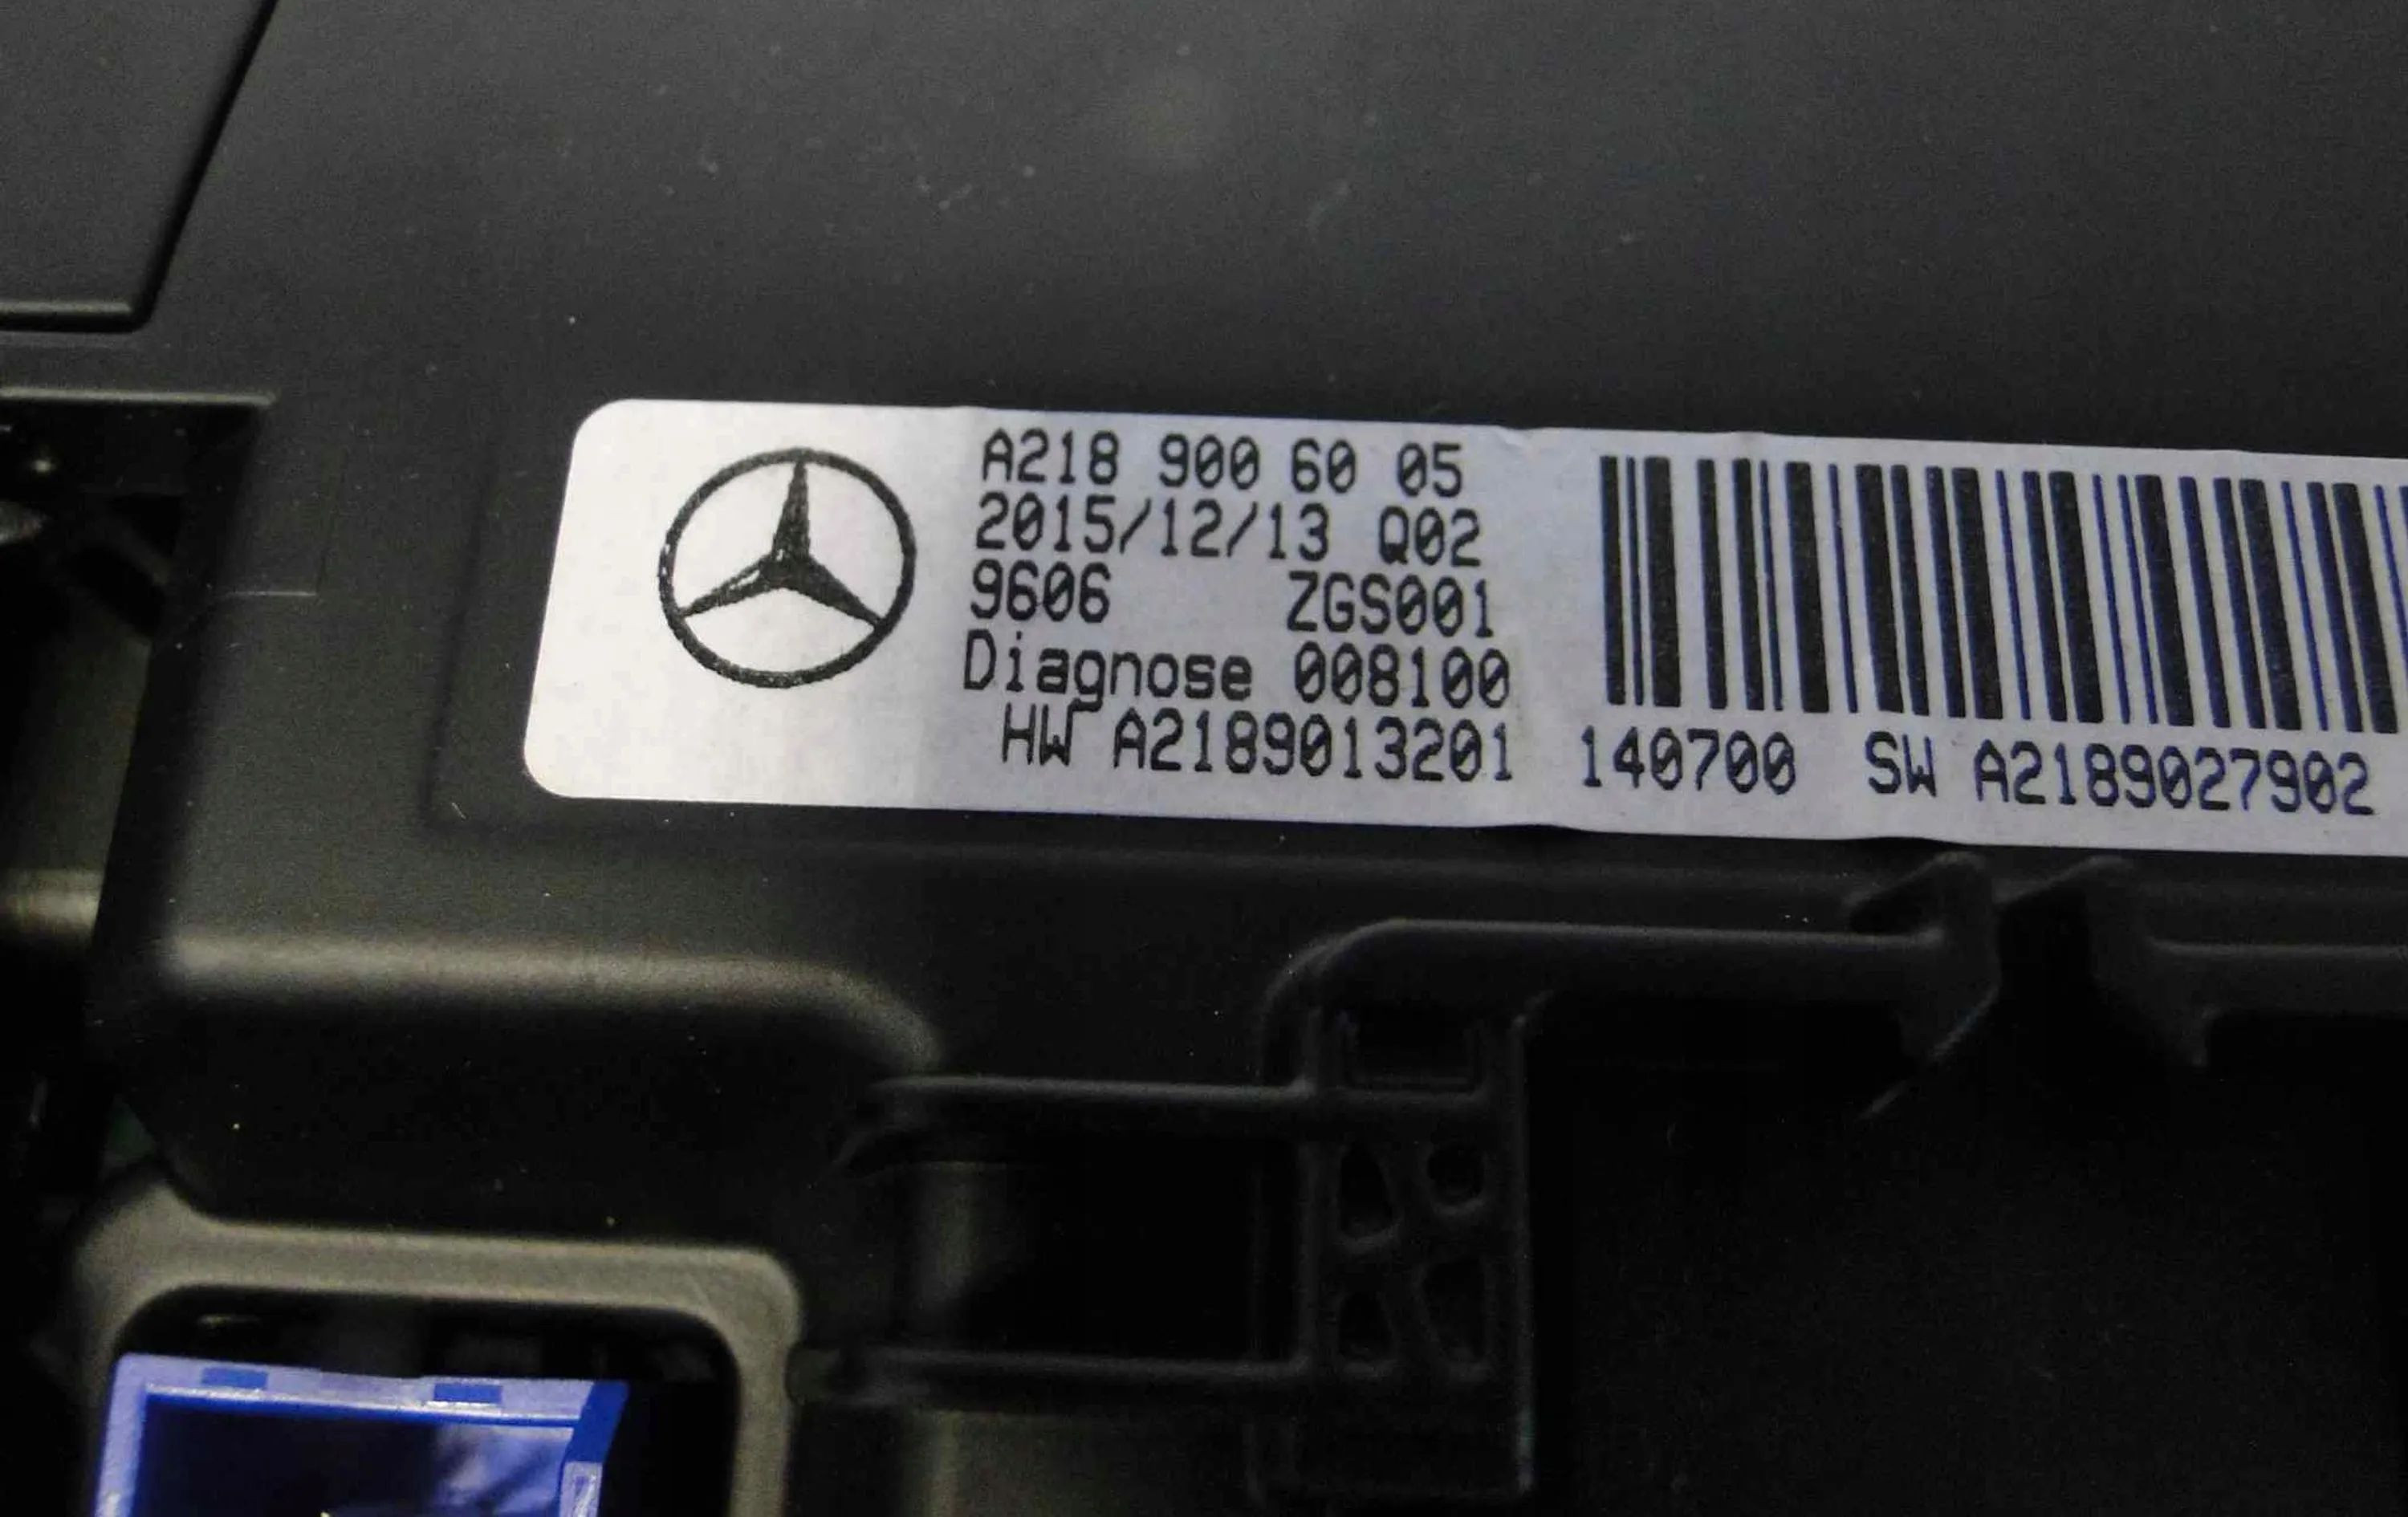 A218 900 60 05
2015/12/13 Q02
9606 ZGS001
Diagnose 008100
HW A2189013201 140700 SW A2189027902